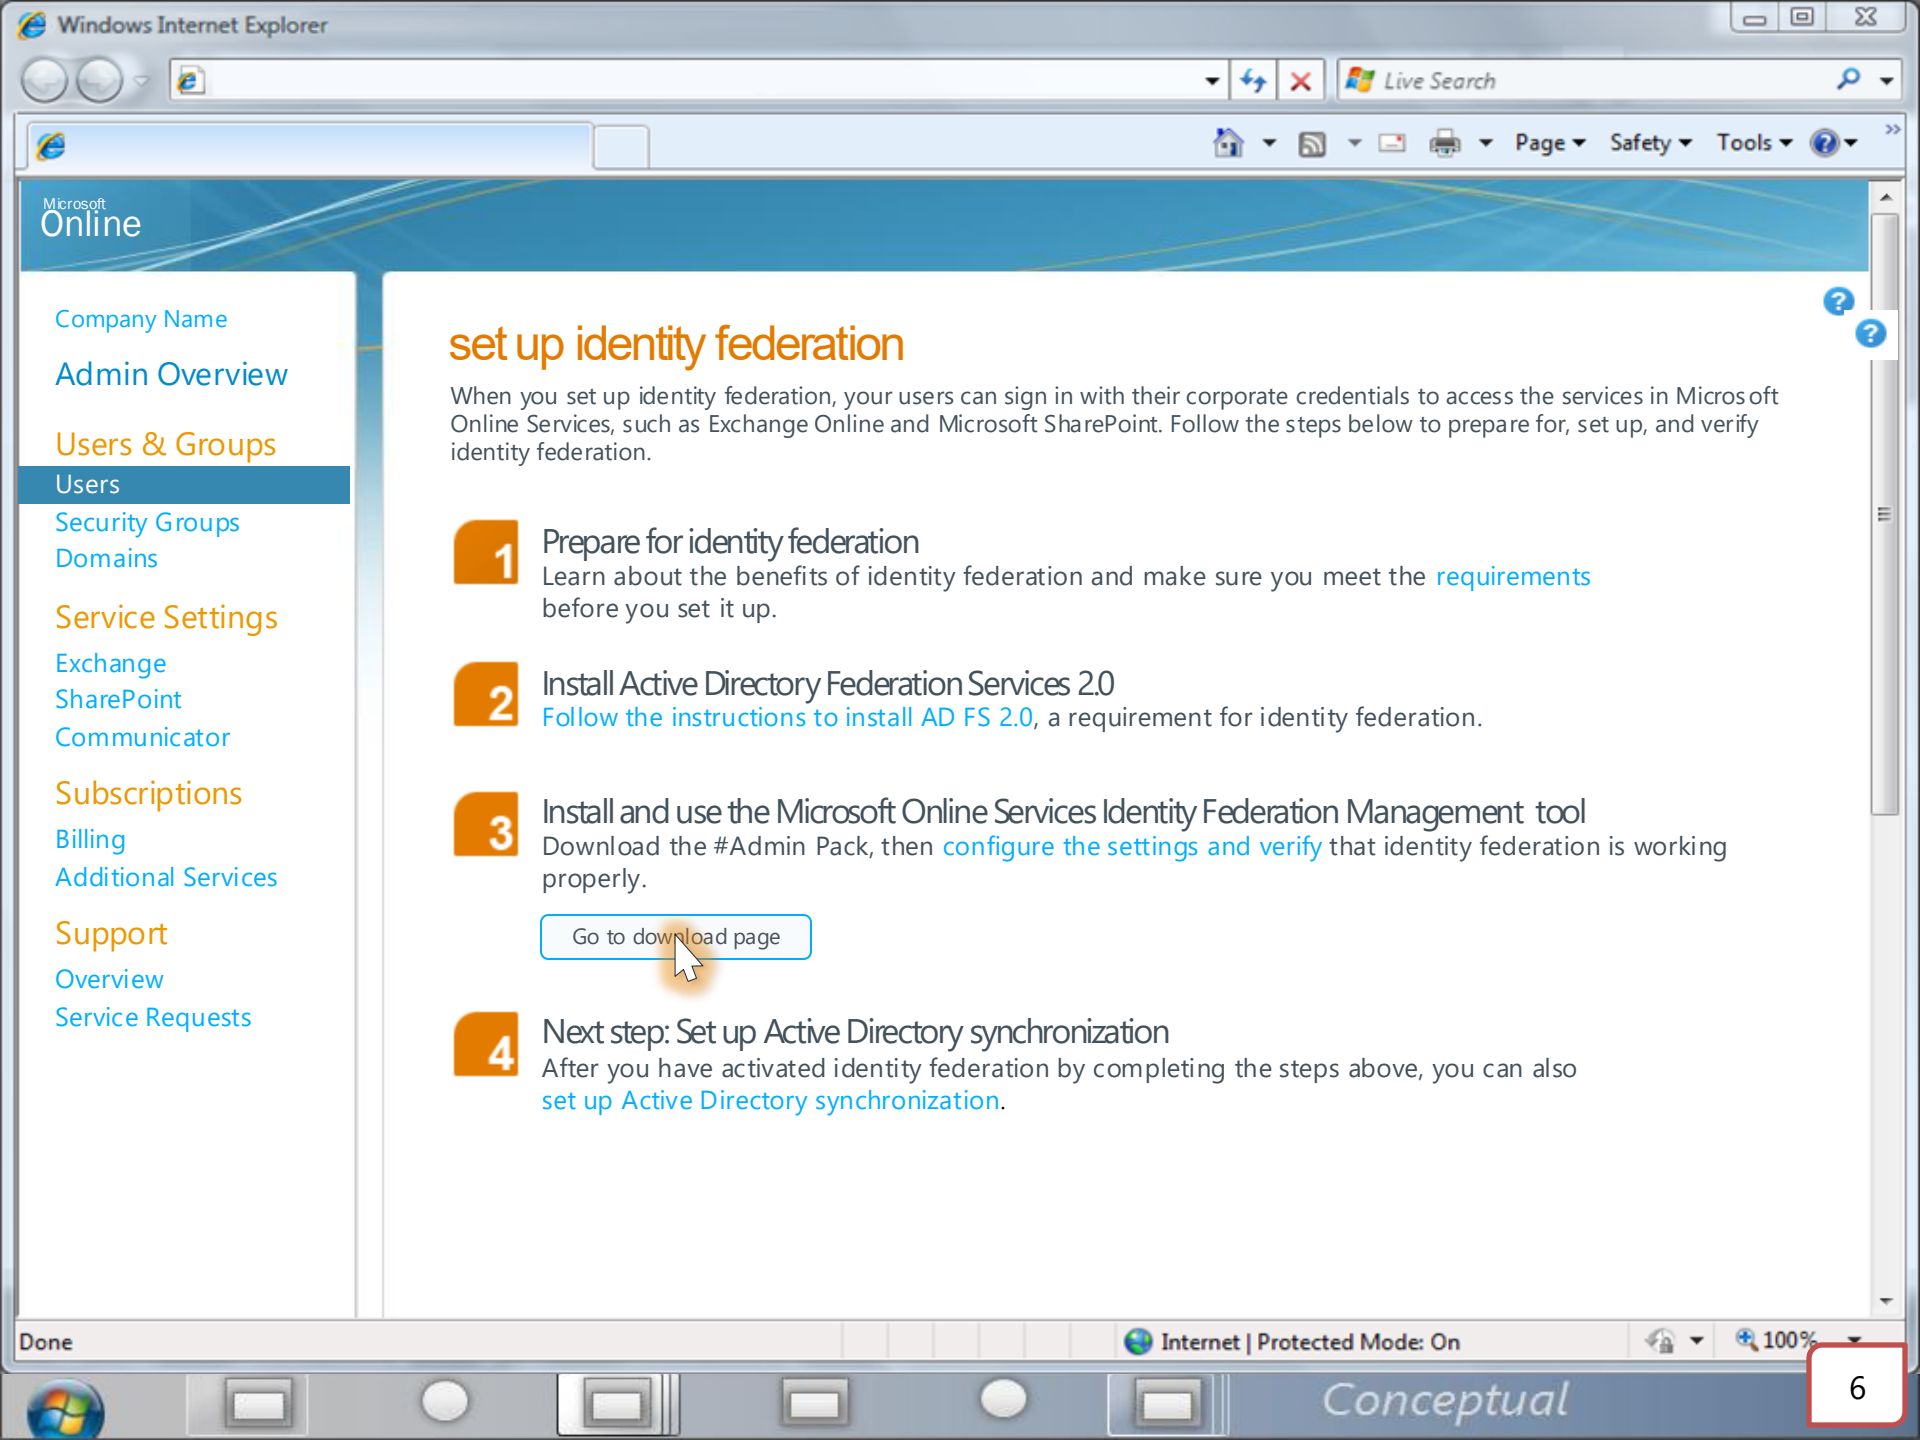 Windows Internet Explorer
Live Search
Page
Safety
Tools
Microsoft
Online
Company Name
Admin Overview
Users & Groups
Users
Security Groups
Domains
Service Settings
Exchange
SharePoint
Communicator
Subscriptions
Billing
Additional Services
Support
Overview
Service Requests
set up identity federation
When you set up identity federation, your users can sign in with their corporate credentials to access the services in Microsoft
Online Services, such as Exchange Online and Microsoft SharePoint. Follow the steps below to prepare for, set up, and verify
identity federation.
1
Prepare for identity federation
Learn about the benefits of identity federation and make sure you meet the requirements
before you set it up.
2
Install Active Directory Federation Services 2.0
Follow the instructions to install AD FS 2.0, a requirement for identity federation.
3
Install and use the Microsoft Online Services Identity Federation Management tool
Download the #Admin Pack, then configure the settings and verify that identity federation is working
properly.
Go to download page
4
Next step: Set up Active Directory synchronization
After you have activated identity federation by completing the steps above, you can also
set up Active Directory synchronization.
Done
Internet | Protected Mode: On
100%
Conceptual
6